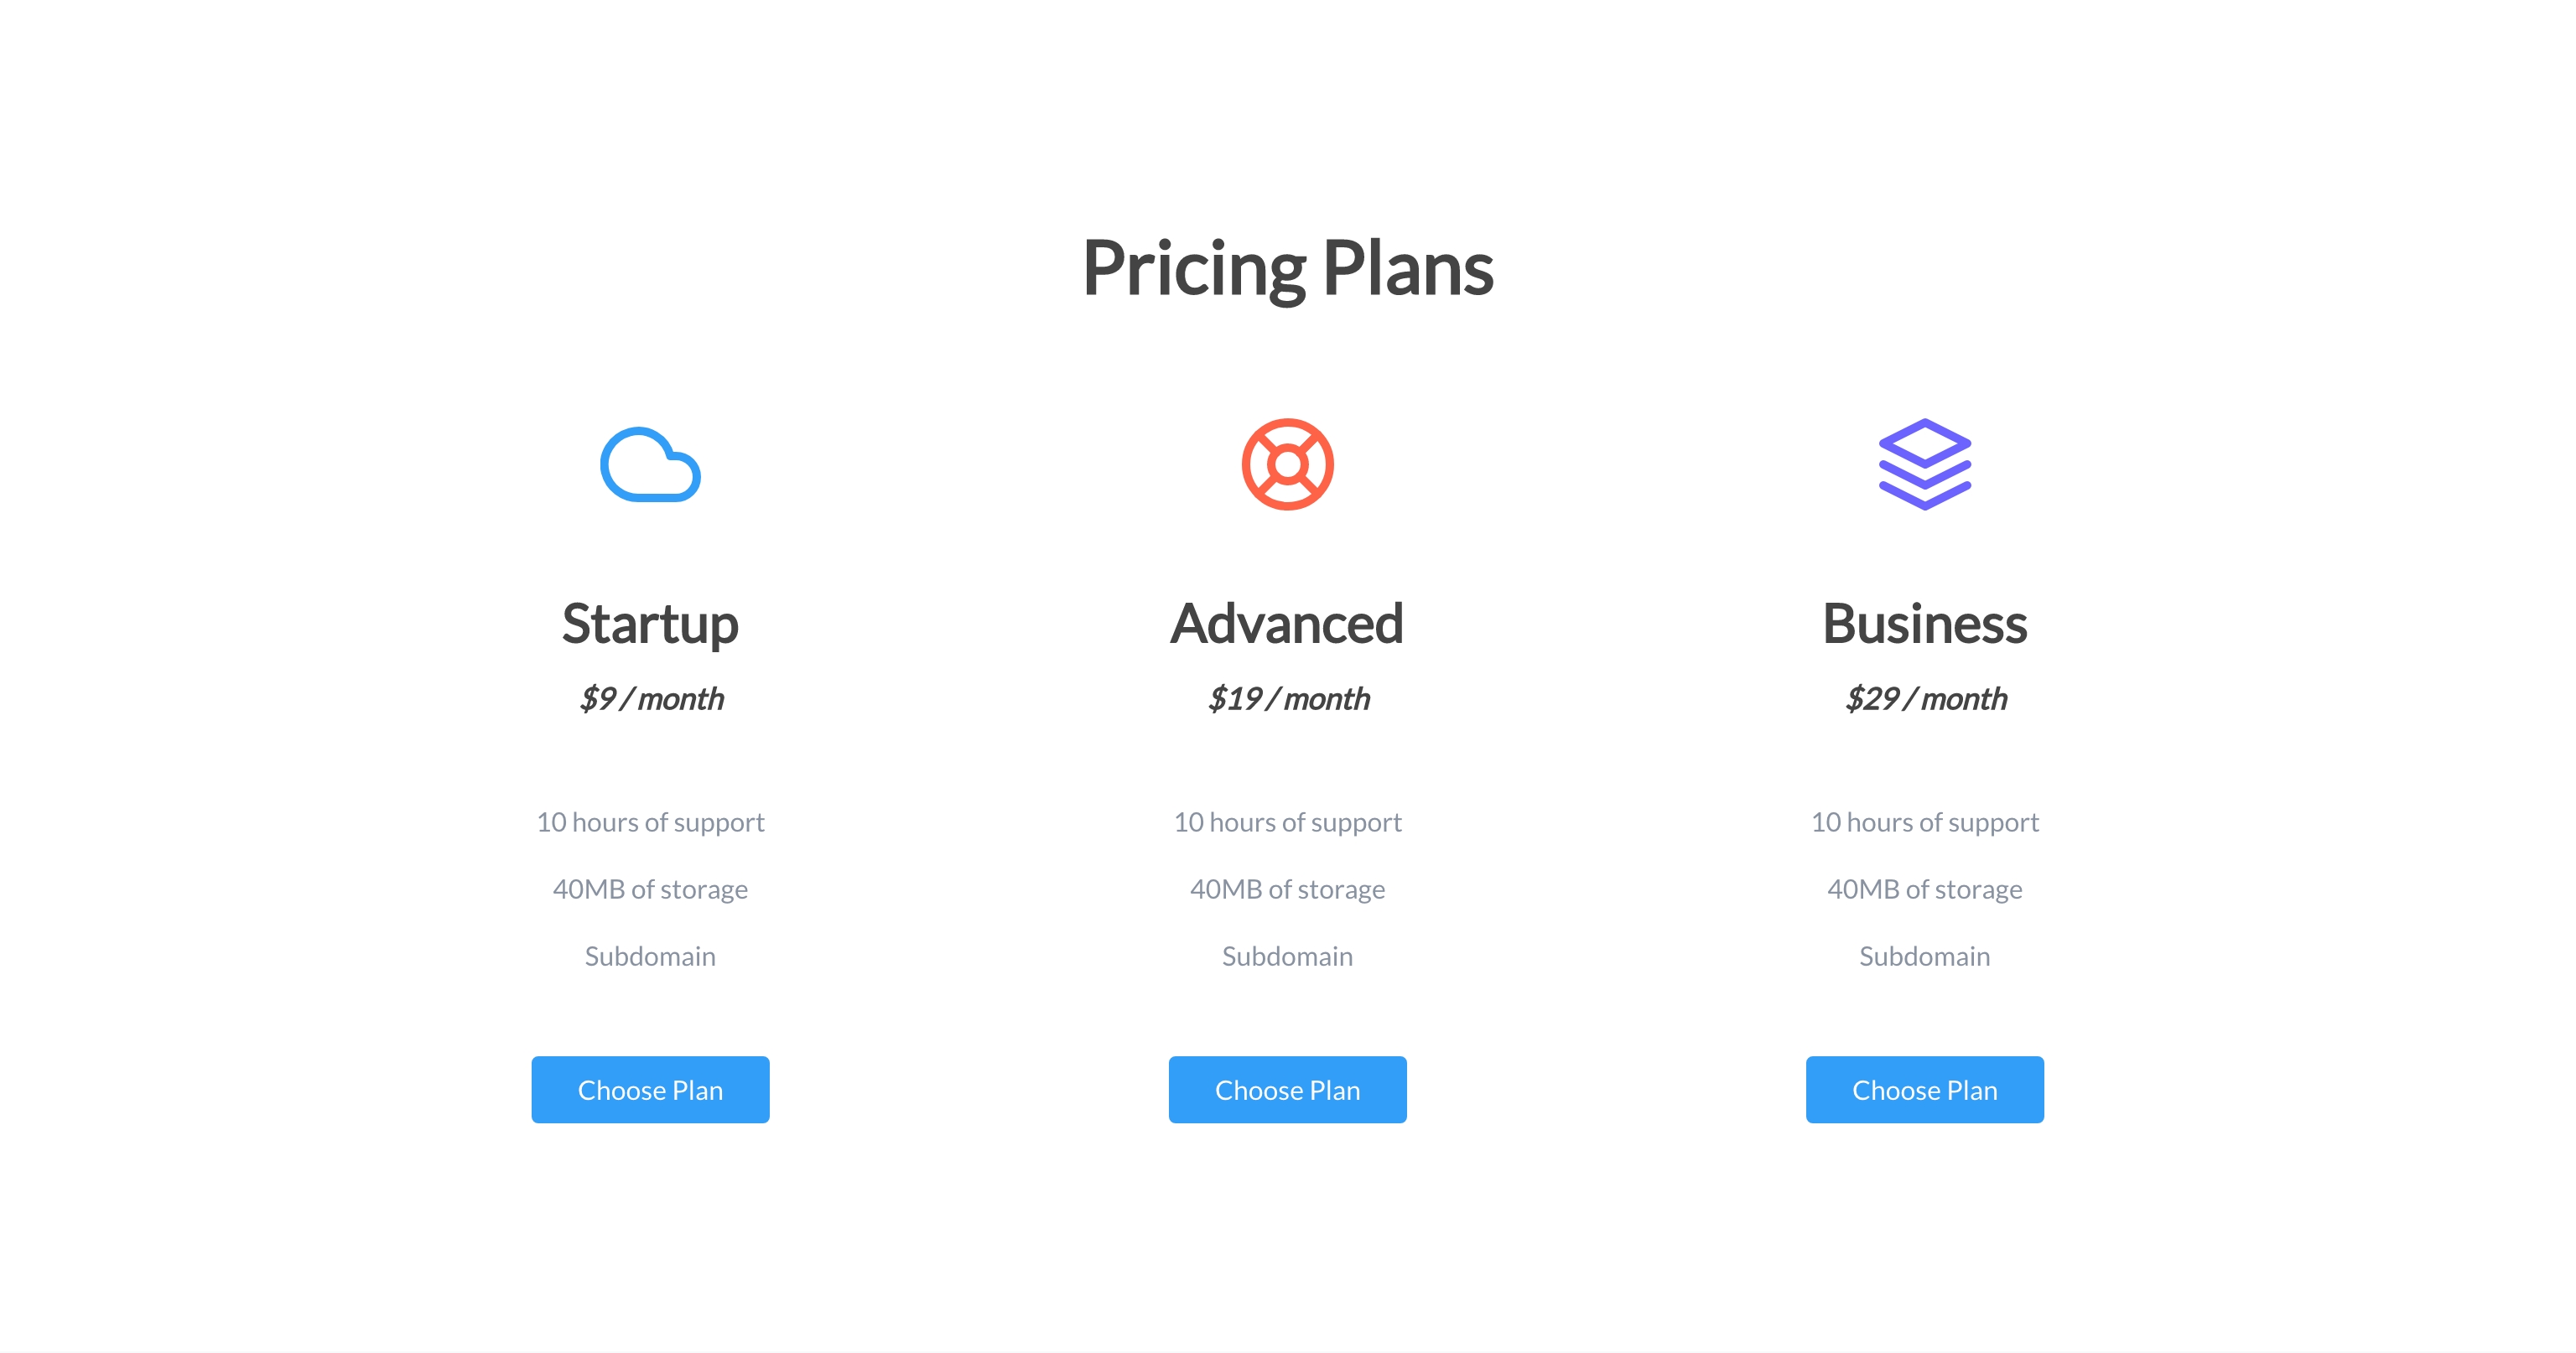 Pricing Plans
Startup
$9 / month
10 hours of support
40MB of storage
Subdomain
Choose Plan
Advanced
$19 / month
10 hours of support
40MB of storage
Subdomain
Choose Plan
Business
$29 / month
10 hours of support
40MB of storage
Subdomain
Choose Plan